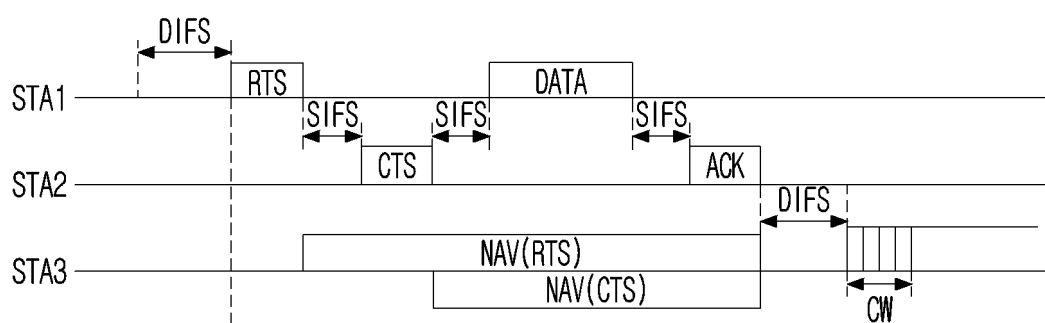 DIFS
RTS
DATA
STA1
SIFS
SIFS
SIFS
CTS
ACK
STA2
DIFS
NAV(RTS)
STA3
NAV(CTS)
CW